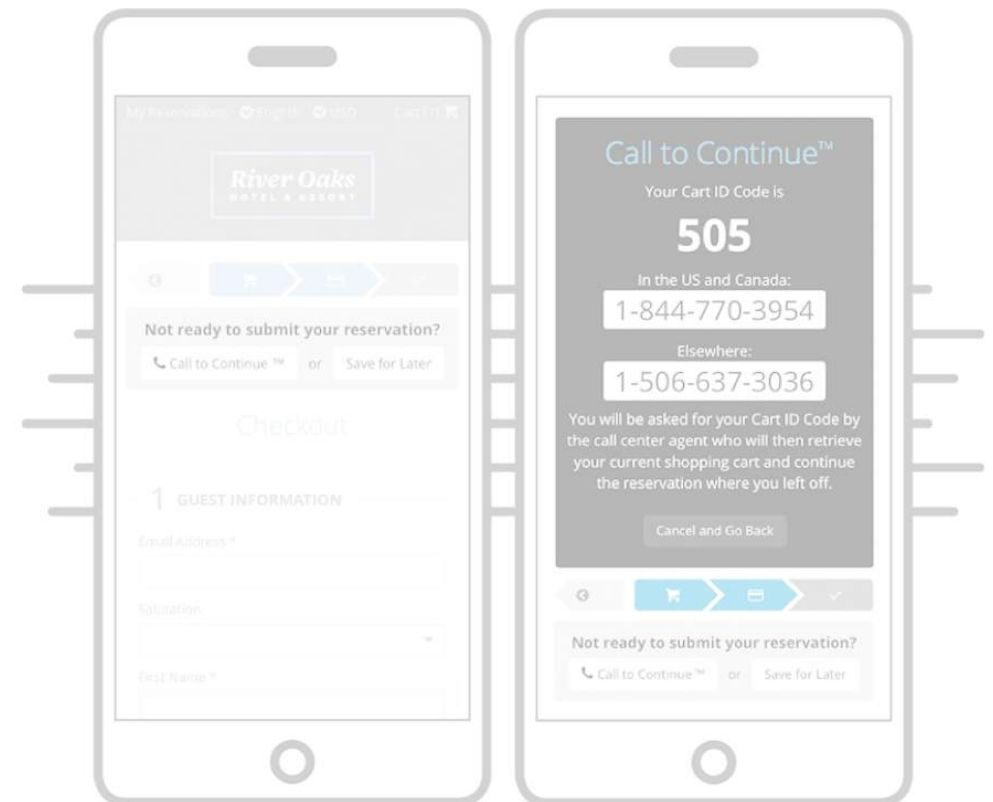 My Reservations English USD Cart (1)
River Oaks
HOTEL & RESORT
Not ready to submit your reservation?
Call to Continue ™ or Save for Later
Checkout
1 GUEST INFORMATION
Email Address *
Salutation
First Name *
Call to Continue™
Your Cart ID Code is
505
In the US and Canada:
1-844-770-3954
Elsewhere:
1-506-637-3036
You will be asked for your Cart ID Code by
the call center agent who will then retrieve
your current shopping cart and continue
the reservation where you left off.
Cancel and Go Back
Not ready to submit your reservation?
Call to Continue ™ or Save for Later